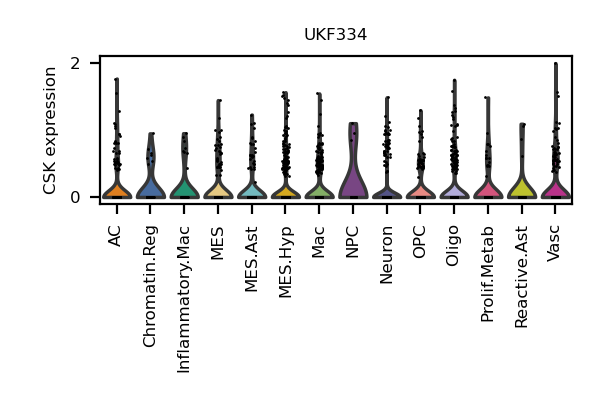 UKF334
CSK expression
2
0
AC
Chromatin.Reg
Inflammatory.Mac
MES
MES.Ast
MES.Hyp
Mac
NPC
Neuron
OPC
Oligo
Prolif.Metab
Reactive.Ast
Vasc